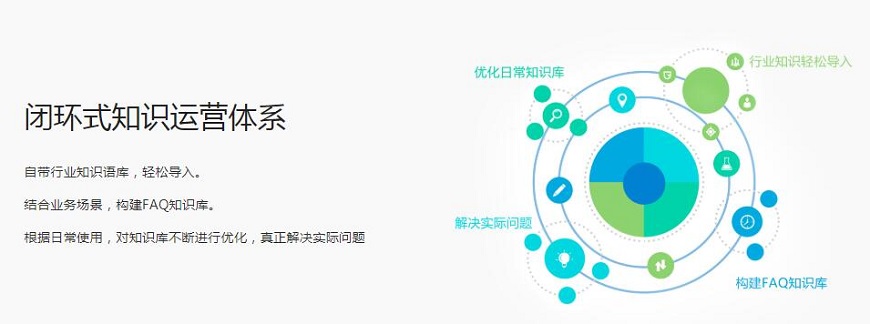 闭环式知识运营体系
自带行业知识语库，轻松导入。
结合业务场景，构建FAQ知识库。
根据日常使用，对知识库不断进行优化，真正解决实际问题
行业知识轻松导入
优化日常知识库
解决实际问题
构建FAQ知识库